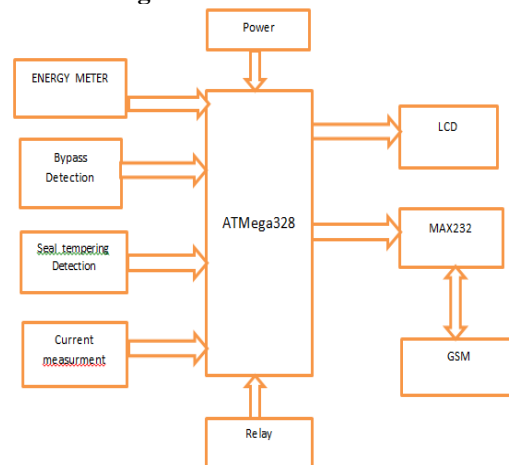 Power
ENERGY METER
LCD
Bypass
Detection
ATMega328
MAX232
Seal tempering
Detection
Current
measurment
GSM
Relay